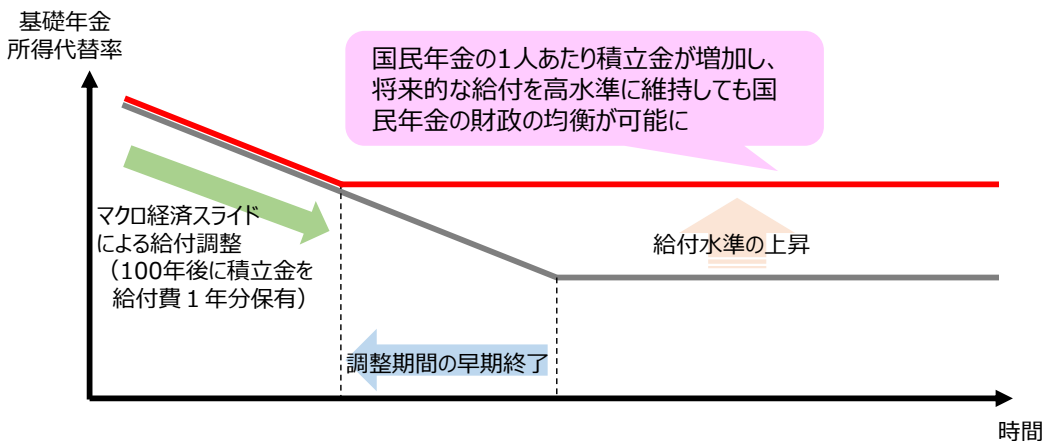 基礎年金
所得代替率
国民年金の1人あたり積立金が増加し、
将来的な給付を高水準に維持しても国
民年金の財政の均衡が可能に
マクロ経済スライド
による給付調整
（100年後に積立金を
給付費１年分保有）
給付水準の上昇
調整期間の早期終了
時間